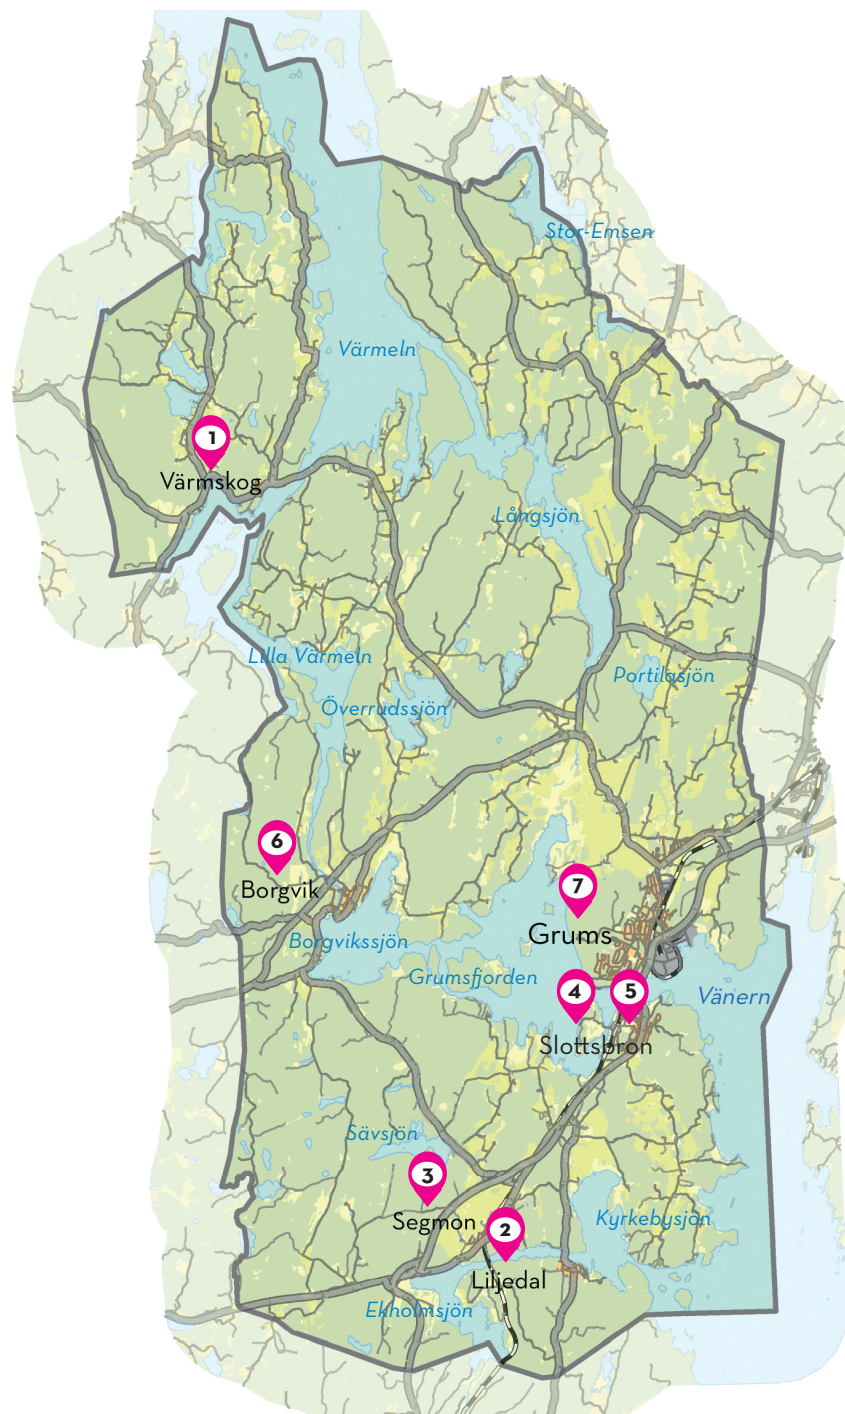 Stor-Emsen
Värmeln
1
Värmskog
Långsjön
Lilla Värmeln
Portilasjön
Överrudssjön
6
Borgvik
7
Grums
Borgvikssjön
Grumsfjorden
4
5
Vänern
Slottsbron
Sävsjön
3
Segmon
2
Kyrkebysjön
Liljedal
Ekholmsjön